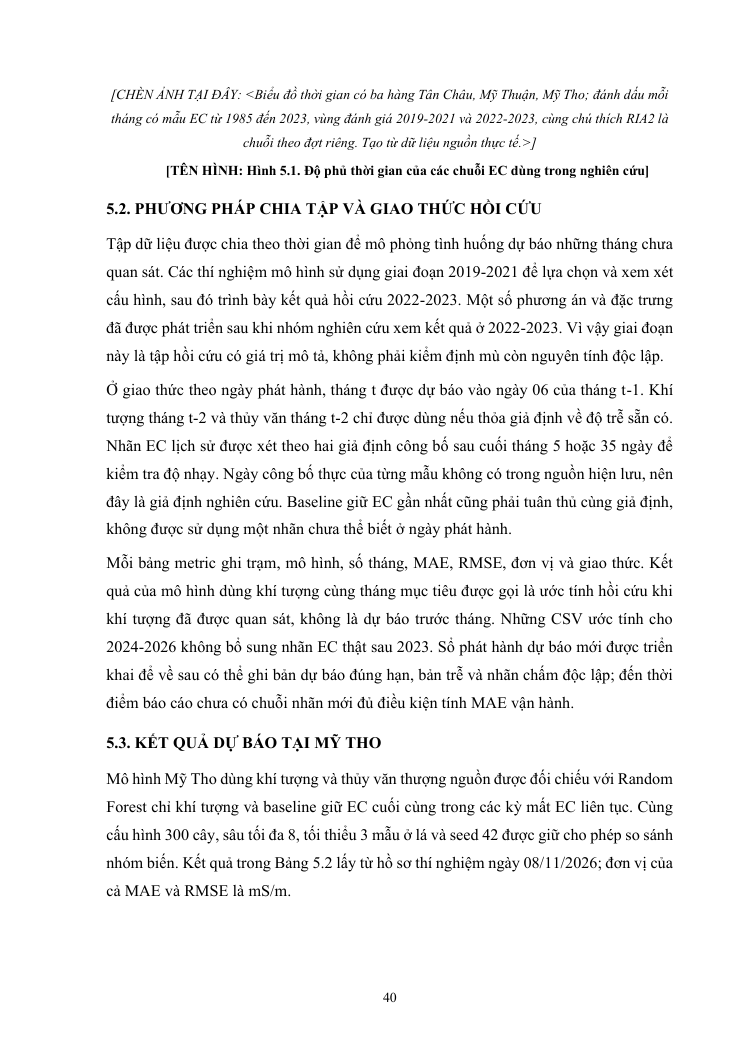 [CHÈN ẢNH TẠI ĐÂY: <Biểu đồ thời gian có ba hàng Tân Châu, Mỹ Thuận, Mỹ Tho; đánh dấu mỗi
tháng có mẫu EC từ 1985 đến 2023, vùng đánh giá 2019-2021 và 2022-2023, cùng chú thích RIA2 là
chuỗi theo đợt riêng. Tạo từ dữ liệu nguồn thực tế.>]
[TÊN HÌNH: Hình 5.1. Độ phủ thời gian của các chuỗi EC dùng trong nghiên cứu]
5.2. PHƯƠNG PHÁP CHIA TẬP VÀ GIAO THỨC HỒI CỨU
Tập dữ liệu được chia theo thời gian để mô phỏng tình huống dự báo những tháng chưa
quan sát. Các thí nghiệm mô hình sử dụng giai đoạn 2019-2021 để lựa chọn và xem xét
cấu hình, sau đó trình bày kết quả hồi cứu 2022-2023. Một số phương án và đặc trưng
đã được phát triển sau khi nhóm nghiên cứu xem kết quả ở 2022-2023. Vì vậy giai đoạn
này là tập hồi cứu có giá trị mô tả, không phải kiểm định mù còn nguyên tính độc lập.
Ở giao thức theo ngày phát hành, tháng t được dự báo vào ngày 06 của tháng t-1. Khí
tượng tháng t-2 và thủy văn tháng t-2 chỉ được dùng nếu thỏa giả định về độ trễ sẵn có.
Nhãn EC lịch sử được xét theo hai giả định công bố sau cuối tháng 5 hoặc 35 ngày để
kiểm tra độ nhạy. Ngày công bố thực của từng mẫu không có trong nguồn hiện lưu, nên
đây là giả định nghiên cứu. Baseline giữ EC gần nhất cũng phải tuân thủ cùng giả định,
không được sử dụng một nhãn chưa thể biết ở ngày phát hành.
Mỗi bảng metric ghi trạm, mô hình, số tháng, MAE, RMSE, đơn vị và giao thức. Kết
quả của mô hình dùng khí tượng cùng tháng mục tiêu được gọi là ước tính hồi cứu khi
khí tượng đã được quan sát, không là dự báo trước tháng. Những CSV ước tính cho
2024-2026 không bổ sung nhãn EC thật sau 2023. Sổ phát hành dự báo mới được triển
khai để về sau có thể ghi bản dự báo đúng hạn, bản trễ và nhãn chấm độc lập; đến thời
điểm báo cáo chưa có chuỗi nhãn mới đủ điều kiện tính MAE vận hành.
5.3. KẾT QUẢ DỰ BÁO TẠI MỸ THO
Mô hình Mỹ Tho dùng khí tượng và thủy văn thượng nguồn được đối chiếu với Random
Forest chỉ khí tượng và baseline giữ EC cuối cùng trong các kỳ mất EC liên tục. Cùng
cấu hình 300 cây, sâu tối đa 8, tối thiểu 3 mẫu ở lá và seed 42 được giữ cho phép so sánh
nhóm biến. Kết quả trong Bảng 5.2 lấy từ hồ sơ thí nghiệm ngày 08/11/2026; đơn vị của
cả MAE và RMSE là mS/m.
40